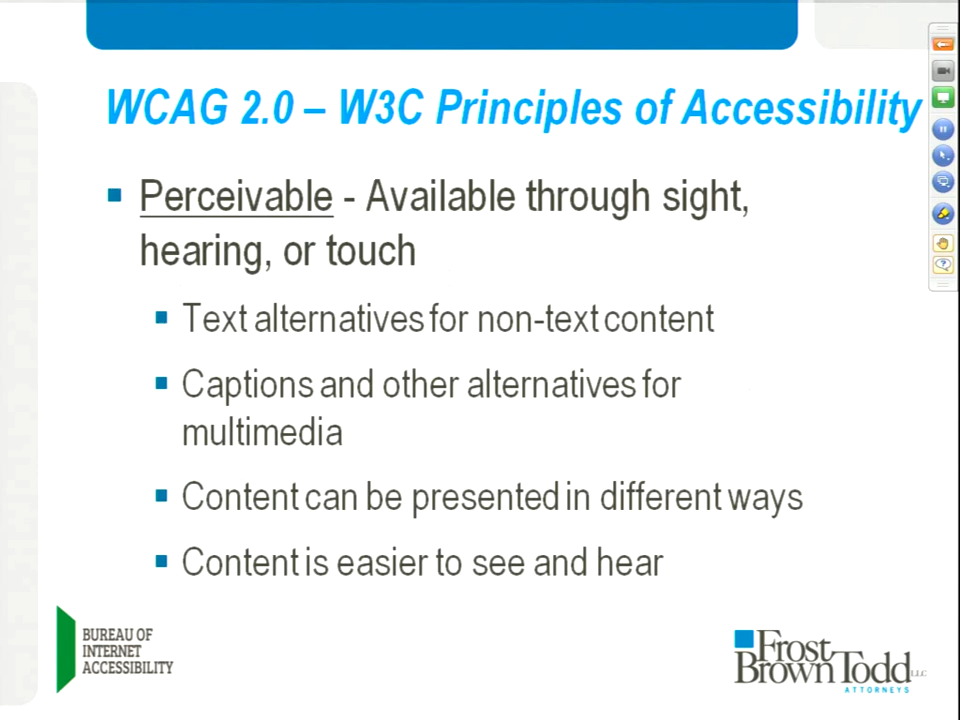 WCAG 2.0 – W3C Principles of Accessibility
Perceivable - Available through sight,
hearing, or touch
Text alternatives for non-text content
Captions and other alternatives for
multimedia
Content can be presented in different ways
Content is easier to see and hear
BUREAU OF
INTERNET
ACCESSIBILITY
Frost
Brown Todd LLC
ATTORNEYS